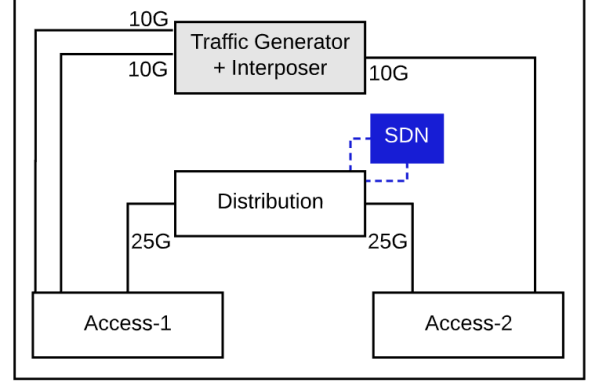 10G
Traffic Generator
+ Interposer
10G
10G
SDN
Distribution
25G
25G
Access-1
Access-2